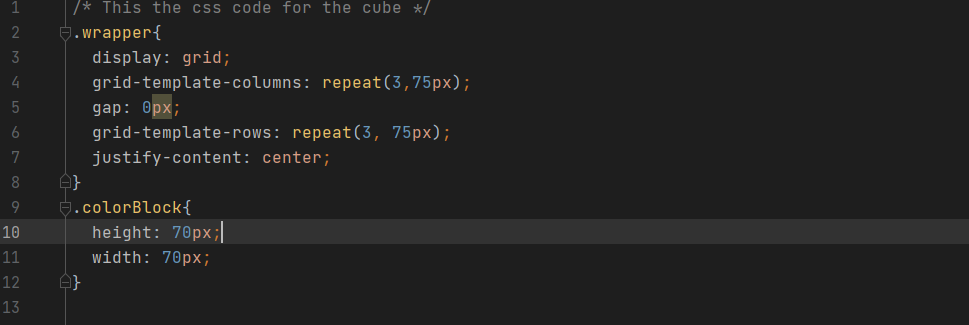 1 /* This the css code for the cube */
2 .wrapper{
3 display: grid;
4 grid-template-columns: repeat(3,75px);
5 gap: 0px;
6 grid-template-rows: repeat(3, 75px);
7 justify-content: center;
8 }
9 .colorBlock{
10 height: 70px;
11 width: 70px;
12 }
13